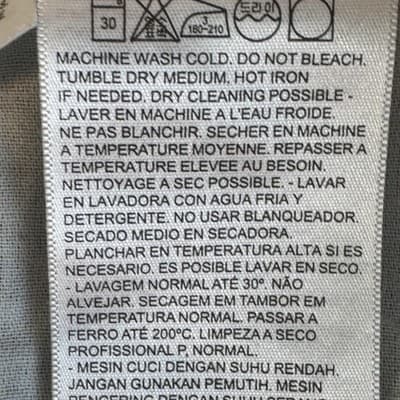 30
3
180-210
드라이
MACHINE WASH COLD. DO NOT BLEACH.
TUMBLE DRY MEDIUM, HOT IRON
IF NEEDED. DRY CLEANING POSSIBLE -
LAVER EN MACHINE A L'EAU FROIDE.
NE PAS BLANCHIR. SECHER EN MACHINE
A TEMPERATURE MOYENNE. REPASSER A
TEMPERATURE ELEVEE AU BESOIN.
NETTOYAGE A SEC POSSIBLE. - LAVAR
EN LAVADORA CON AGUA FRIA Y
DETERGENTE. NO USAR BLANQUEADOR.
SECADO MEDIO EN SECADORA.
PLANCHAR EN TEMPERATURA ALTA SI ES
NECESARIO. ES POSIBLE LAVAR EN SECO.
- LAVAGEM NORMAL ATÉ 30º. NÃO
ALVEJAR. SECAGEM EM TAMBOR EM
TEMPERATURA NORMAL. PASSAR A
FERRO ATÉ 200ºC. LIMPEZA A SECO
PROFISSIONAL P, NORMAL.
- MESIN CUCI DENGAN SUHU RENDAH.
JANGAN GUNAKAN PEMUTIH. MESIN
PENGERING DENGAN SUHU